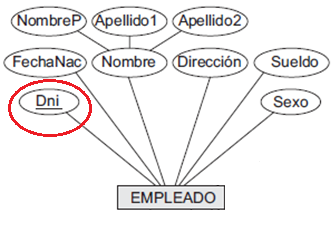 NombreP Apellido1 Apellido2
FechaNac Nombre Dirección Sueldo
Dni Sexo
EMPLEADO